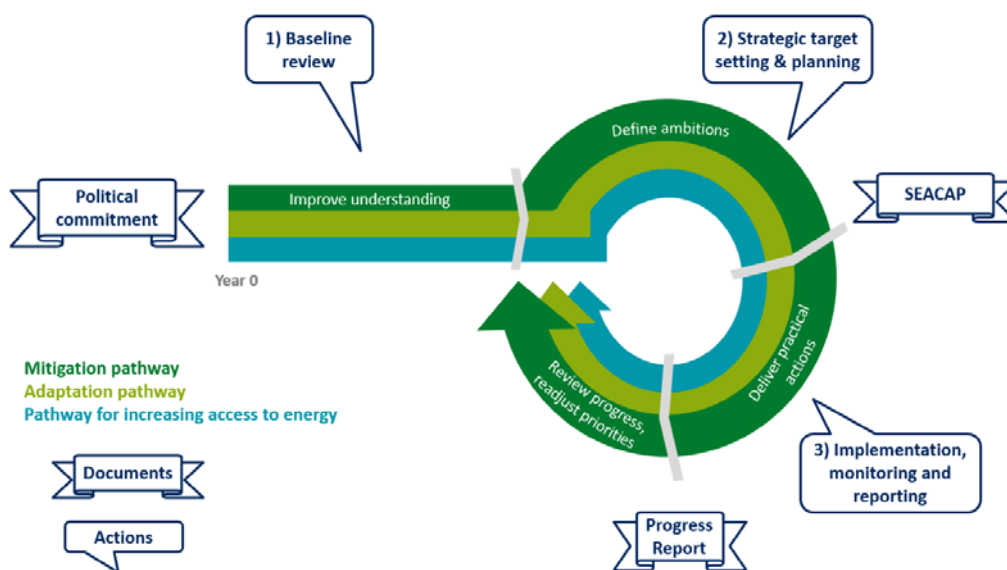 1) Baseline
review
2) Strategic target
setting & planning
Define ambitions
Political
commitment
Improve understanding
SEACAP
Year 0
Deliver practical
actions
Review progress,
readjust priorities
Mitigation pathway
Adaptation pathway
Pathway for increasing access to energy
3) Implementation,
monitoring and
reporting
Documents
Actions
Progress
Report